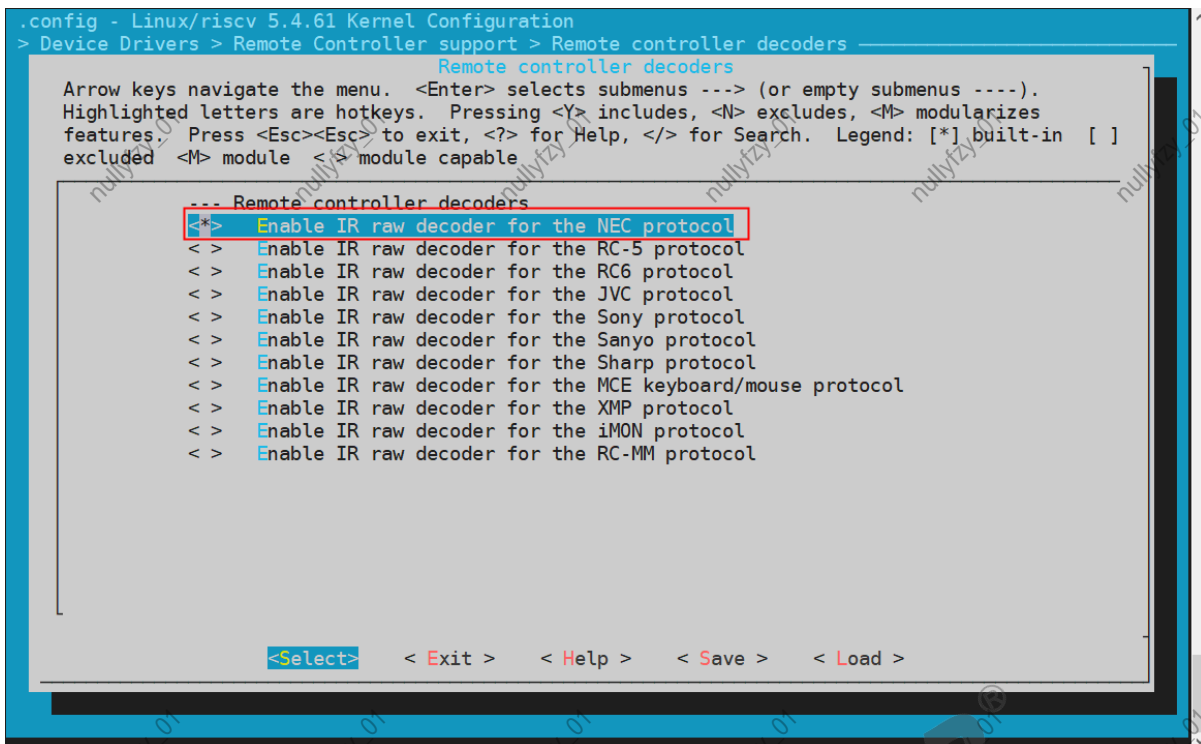 .config - Linux/riscv 5.4.61 Kernel Configuration
> Device Drivers > Remote Controller support > Remote controller decoders
Remote controller decoders
Arrow keys navigate the menu. <Enter> selects submenus ---> (or empty submenus ----).
Highlighted letters are hotkeys. Pressing <Y> includes, <N> excludes, <M> modularizes
features. Press <Esc><Esc> to exit, <?> for Help, </> for Search. Legend: [*] built-in [ ]
excluded <M> module < > module capable
--- Remote controller decoders
<*> Enable IR raw decoder for the NEC protocol
< > Enable IR raw decoder for the RC-5 protocol
< > Enable IR raw decoder for the RC6 protocol
< > Enable IR raw decoder for the JVC protocol
< > Enable IR raw decoder for the Sony protocol
< > Enable IR raw decoder for the Sanyo protocol
< > Enable IR raw decoder for the Sharp protocol
< > Enable IR raw decoder for the MCE keyboard/mouse protocol
< > Enable IR raw decoder for the XMP protocol
< > Enable IR raw decoder for the iMON protocol
< > Enable IR raw decoder for the RC-MM protocol
<Select> < Exit > < Help > < Save > < Load >
nullyfzy_01
nullyfzy_01
nullyfzy_01
nullyfzy_01
nullyfzy_01
®